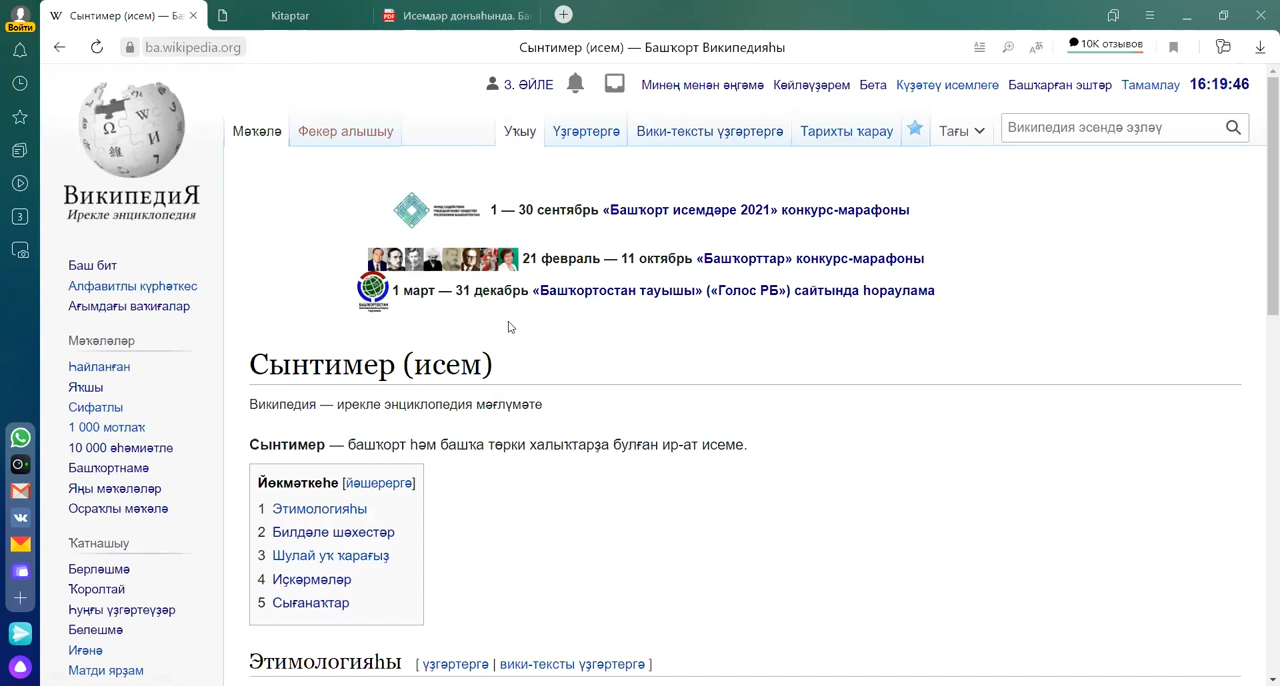 Войти
Сынтимер (исем) — Ба
Kitaptar
Исемдәр донъяһында. Ба
ba.wikipedia.org
Сынтимер (исем) — Башҡорт Википедияһы
10K отзывов
З. ӘЙЛЕ
Минең менән әңгәмә
Көйләүҙәрем
Бета
Күҙәтеү исемлеге
Башҡарған эштәр
Тамамлау
16:19:46
Мәҡәлә
Фекер алышыу
Уҡыу
Үҙгәртергә
Вики-тексты үҙгәртергә
Тарихты ҡарау
Тағы
Википедия эсендә эҙләү
ВикипедиЯ
Ирекле энциклопедия
1 — 30 сентябрь «Башҡорт исемдәре 2021» конкурс-марафоны
21 февраль — 11 октябрь «Башҡорттар» конкурс-марафоны
1 март — 31 декабрь «Башҡортостан тауышы» («Голос РБ») сайтында һораулама
Баш бит
Алфавитлы күрһәткес
Ағымдағы ваҡиғалар
Мәҡәләләр
Һайланған
Яҡшы
Сифатлы
1 000 мотлаҡ
10 000 әһәмиәтле
Башҡортнамә
Яңы мәҡәләләр
Осраҡлы мәҡәлә
Ҡатнашыу
Берләшмә
Ҡоролтай
Һуңғы үҙгәртеүҙәр
Белешмә
Иғәнә
Матди ярҙам
Сынтимер (исем)
Википедия — ирекле энциклопедия мәғлүмәте
Сынтимер — башҡорт һәм башҡа төрки халыҡтарҙа булған ир-ат исеме.
Йөкмәткеһе [йәшерергә]
1 Этимологияһы
2 Билдәле шәхестәр
3 Шулай уҡ ҡарағыҙ
4 Иҫкәрмәләр
5 Сығанаҡтар
Этимологияһы [ үҙгәртергә | вики-тексты үҙгәртергә ]